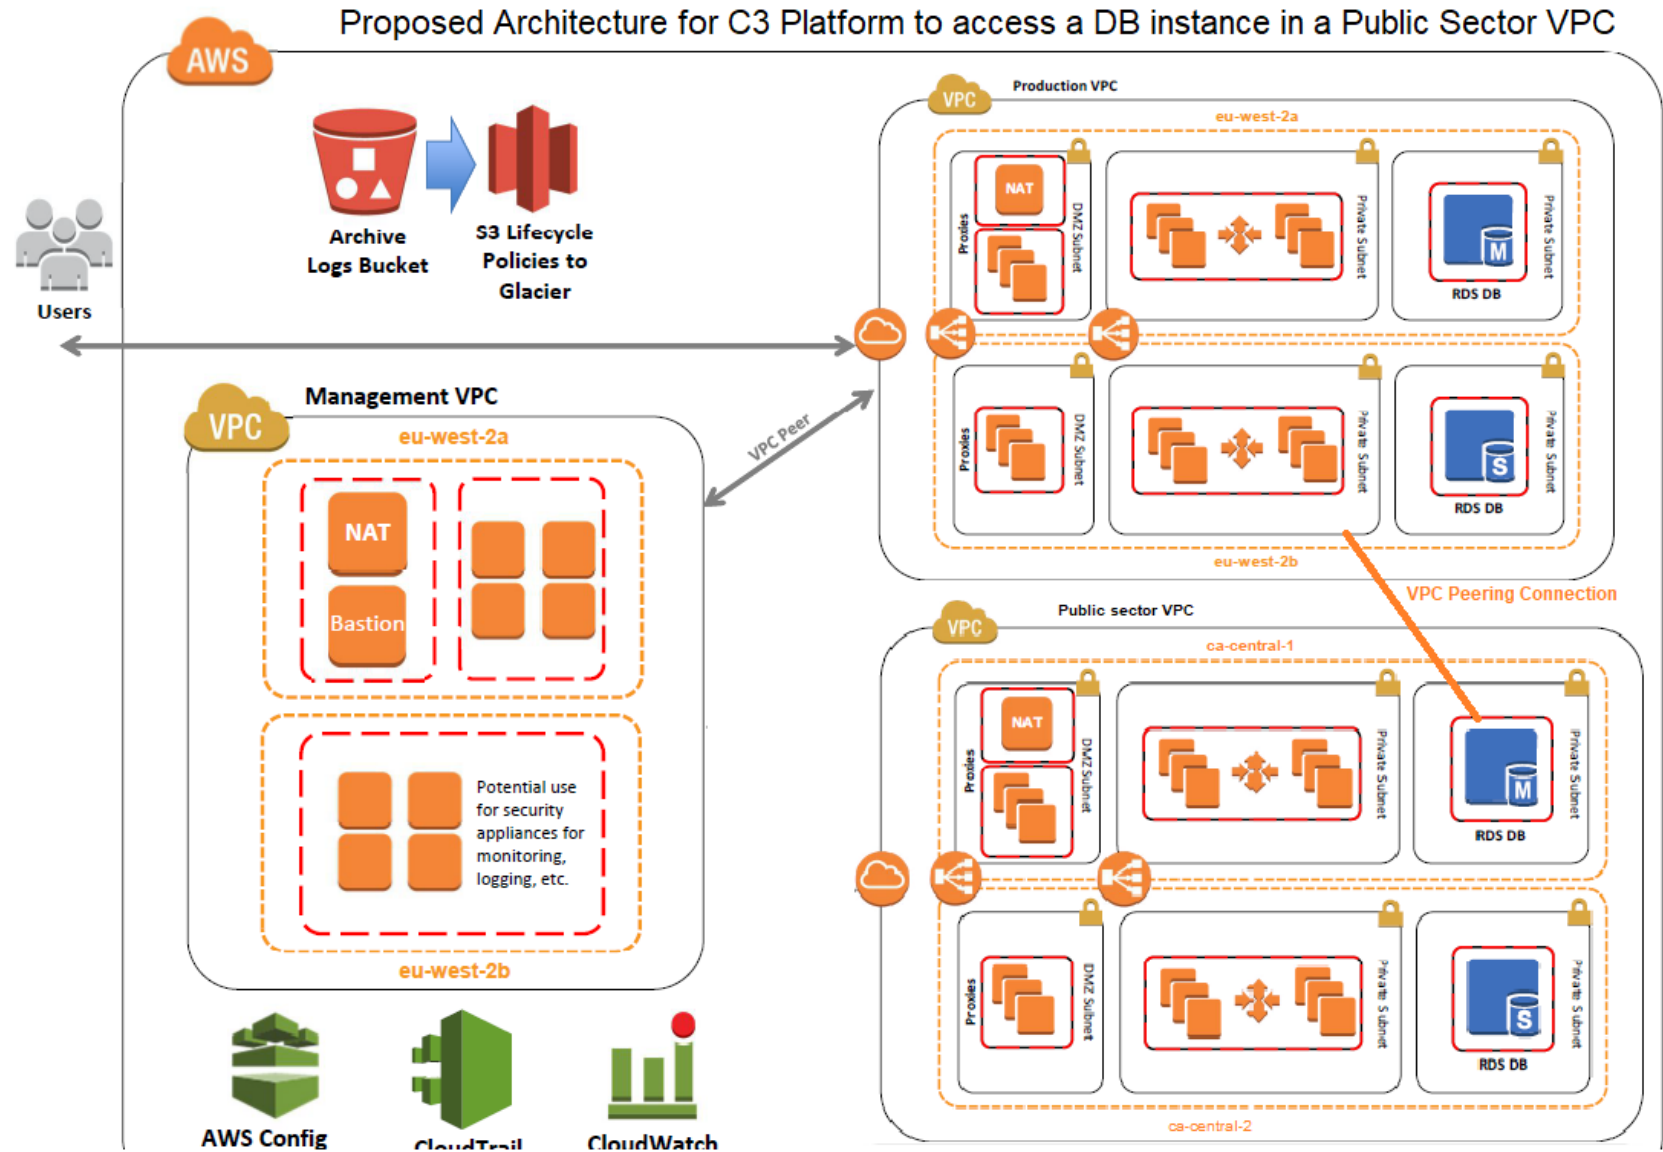 Proposed Architecture for C3 Platform to access a DB instance in a Public Sector VPC
AWS
Users
Archive
Logs Bucket
S3 Lifecycle
Policies to
Glacier
VPC
Management VPC
eu-west-2a
NAT
Bastion
Potential use
for security
appliances for
monitoring,
logging, etc.
eu-west-2b
AWS Config
CloudTrail
CloudWatch
VPC Peer
VPC
Production VPC
eu-west-2a
Proxies
NAT
DMZ Subnet
Private Subnet
M
RDS DB
Private Subnet
Proxies
DMZ Subnet
Private Subnet
S
RDS DB
Private Subnet
eu-west-2b
VPC Peering Connection
VPC
Public sector VPC
ca-central-1
Proxies
NAT
DMZ Subnet
Private Subnet
M
RDS DB
Private Subnet
Proxies
DMZ Subnet
Private Subnet
S
RDS DB
Private Subnet
ca-central-2